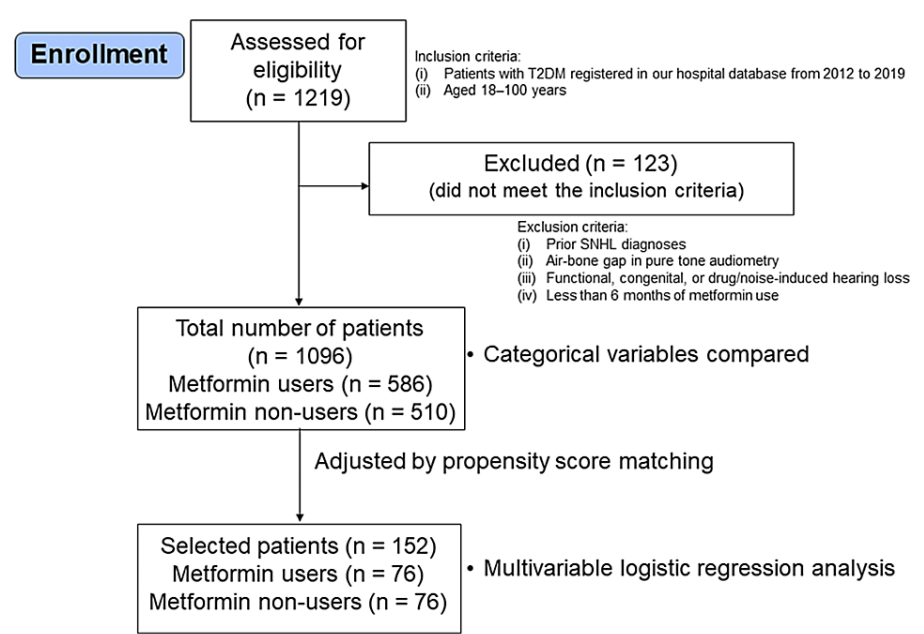 Enrollment
Assessed for
eligibility
(n = 1219)
Inclusion criteria:
(i) Patients with T2DM registered in our hospital database from 2012 to 2019
(ii) Aged 18–100 years
Excluded (n = 123)
(did not meet the inclusion criteria)
Exclusion criteria:
(i) Prior SNHL diagnoses
(ii) Air-bone gap in pure tone audiometry
(iii) Functional, congenital, or drug/noise-induced hearing loss
(iv) Less than 6 months of metformin use
Total number of patients
(n = 1096)
Metformin users (n = 586)
Metformin non-users (n = 510)
• Categorical variables compared
Adjusted by propensity score matching
Selected patients (n = 152)
Metformin users (n = 76)
Metformin non-users (n = 76)
• Multivariable logistic regression analysis